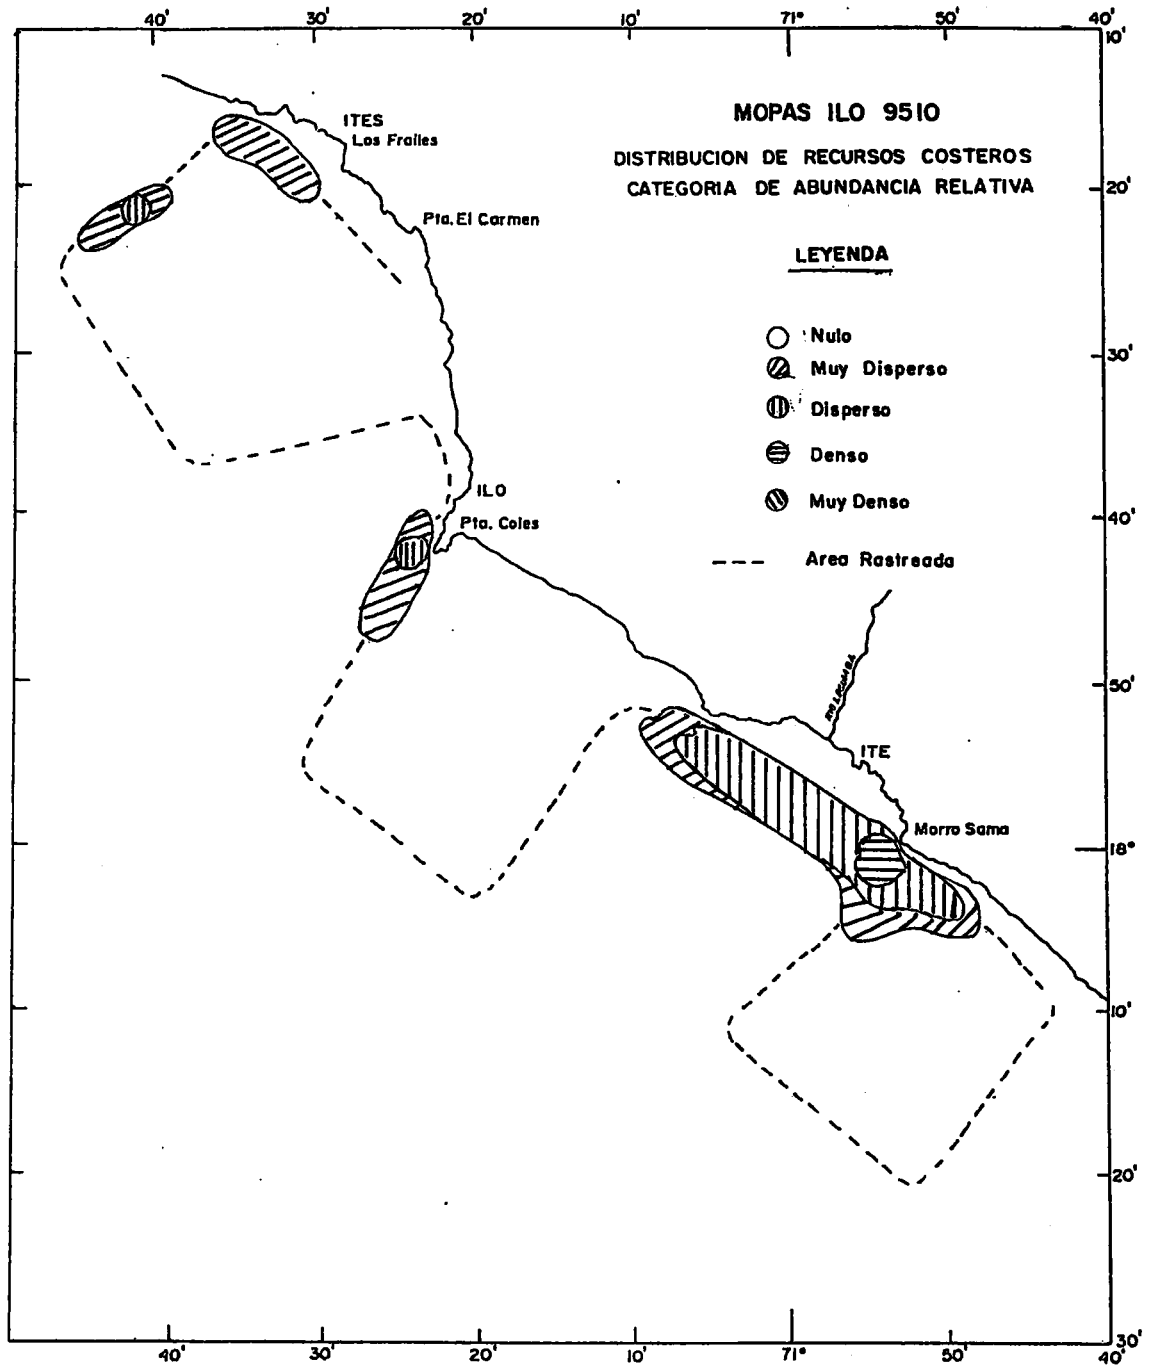 40' 30' 20' 10' 71° 50' 40'
10'
MOPAS ILO 9510
DISTRIBUCION DE RECURSOS COSTEROS
CATEGORIA DE ABUNDANCIA RELATIVA
ITES
Los Frailes
20'
Pta. El Carmen
LEYENDA
Nulo
30'
Muy Disperso
Disperso
Denso
ILO
Muy Denso
40'
Pta. Coles
Area Rastreada
RIO LOCUMBA
50'
ITE
Morro Sama
18°
10'
20'
30'
40' 30' 20' 10' 71° 50' 40'